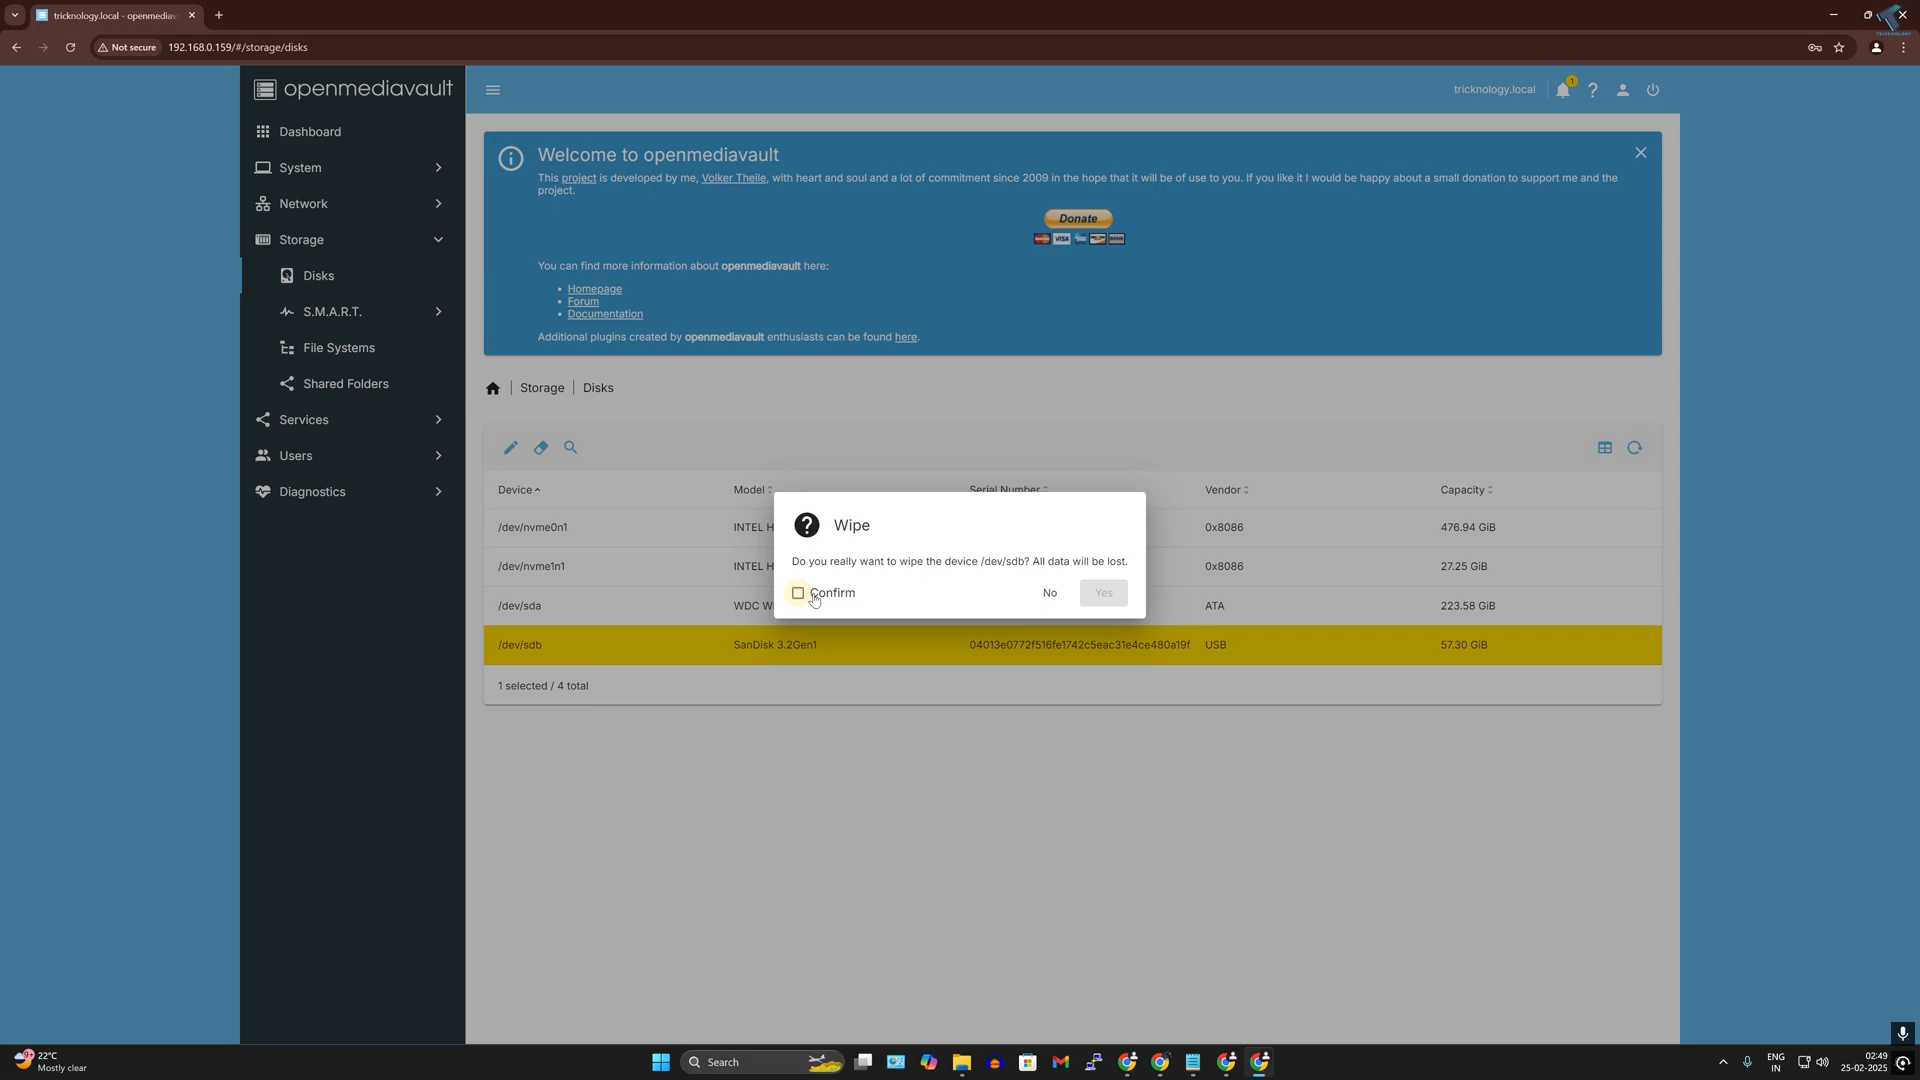 tricknology.local - openmediav
Not secure
192.168.0.159/#/storage/disks
TRICKNOLOGY
openmediavault
tricknology.local
1
Dashboard
System
Network
Storage
Disks
S.M.A.R.T.
File Systems
Shared Folders
Services
Users
Diagnostics
Welcome to openmediavault
This project is developed by me, Volker Theile, with heart and soul and a lot of commitment since 2009 in the hope that it will be of use to you. If you like it I would be happy about a small donation to support me and the
project.
Donate
VISA
You can find more information about openmediavault here:
• Homepage
• Forum
• Documentation
Additional plugins created by openmediavault enthusiasts can be found here.
Storage | Disks
Device Model Serial Number Vendor Capacity
/dev/nvme0n1 INTEL H 0x8086 476.94 GiB
/dev/nvme1n1 INTEL H 0x8086 27.25 GiB
/dev/sda WDC W ATA 223.58 GiB
/dev/sdb SanDisk 3.2Gen1 04013e0772f516fe1742c5eac31e4ce480a19f USB 57.30 GiB
1 selected / 4 total
Wipe
Do you really want to wipe the device /dev/sdb? All data will be lost.
Confirm No Yes
22°C
Mostly clear
Search
ENG
IN
02:49
25-02-2025